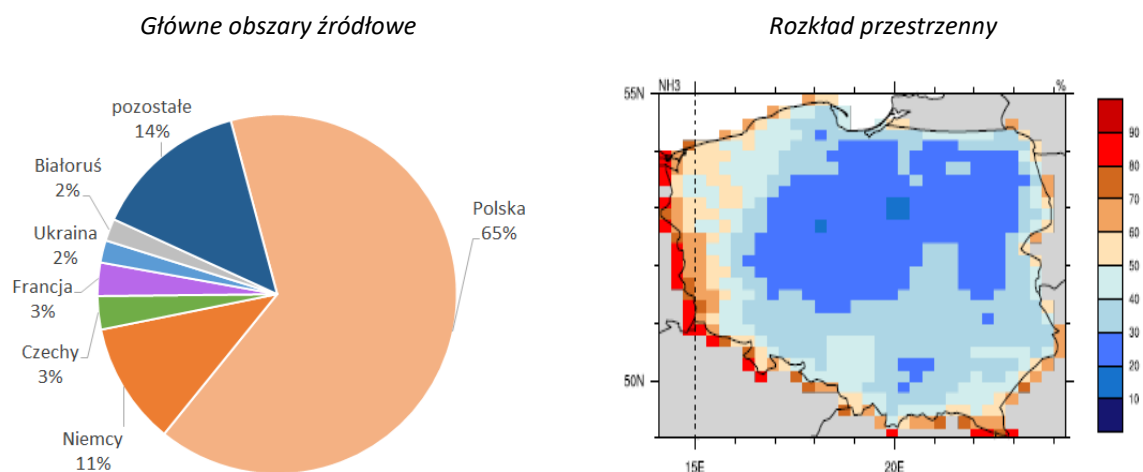 Główne obszary źródłowe
pozostałe
14%
Białoruś
2%
Ukraina
2%
Francja
3%
Czechy
3%
Niemcy
11%
Polska
65%
Rozkład przestrzenny
NH3
%
55N
50N
15E
20E
90
80
70
60
50
40
30
20
10